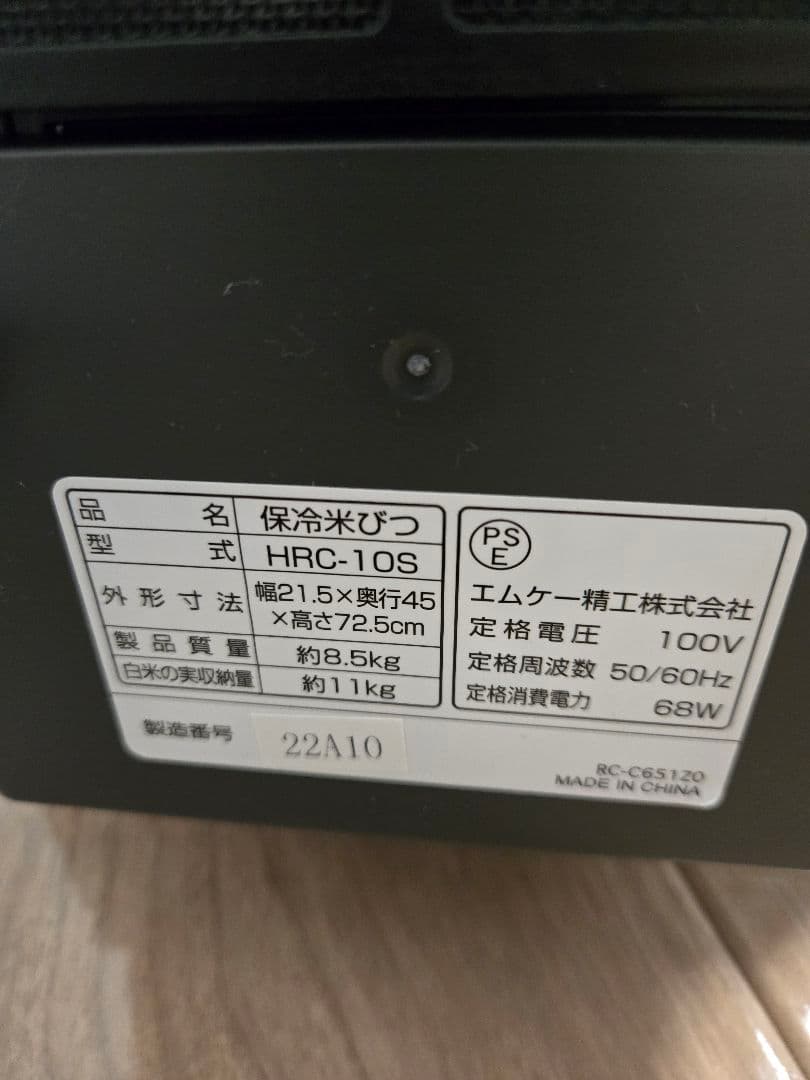 品名 保冷米びつ
型式 HRC-10S
外形寸法 幅21.5×奥行45
×高さ72.5cm
製品質量 約8.5kg
白米の実収納量 約11kg
製造番号 22A10
PS
E
エムケー精工株式会社
定格電圧 100V
定格周波数 50/60Hz
定格消費電力 68W
RC-C65120
MADE IN CHINA